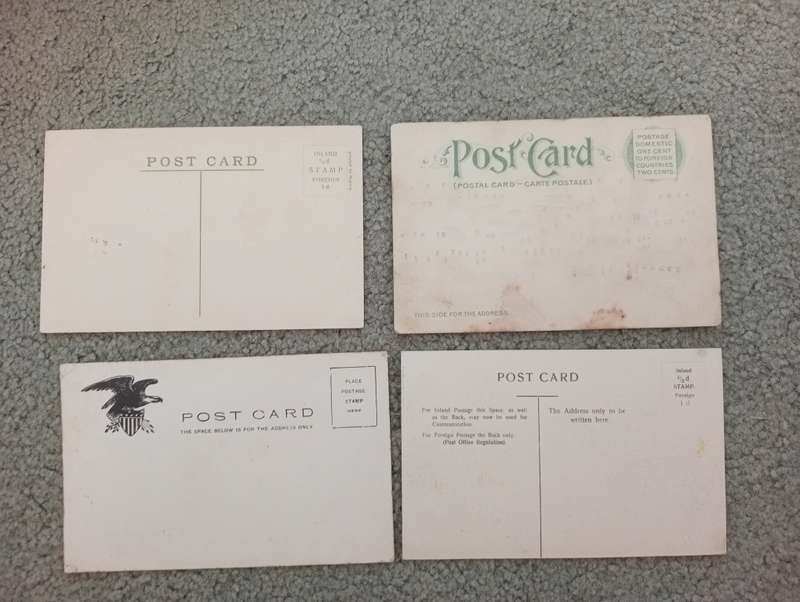 POST CARD
INLAND
½d
STAMP
FOREIGN
1d
Post Card
(POSTAL CARD — CARTE POSTALE)
POSTAGE
DOMESTIC
ONE CENT
TO FOREIGN
COUNTRIES
TWO CENTS.
THIS SIDE FOR THE ADDRESS.
POST CARD
THE SPACE BELOW IS FOR THE ADDRESS ONLY
PLACE
POSTAGE
STAMP
HERE
POST CARD
For Inland Postage this Space, as well
as the Back, may now be used for
Communication.
For Foreign Postage the Back only.
(Post Office Regulation).
The Address only to be
written here.
Inland
½d
STAMP.
Foreign
1d